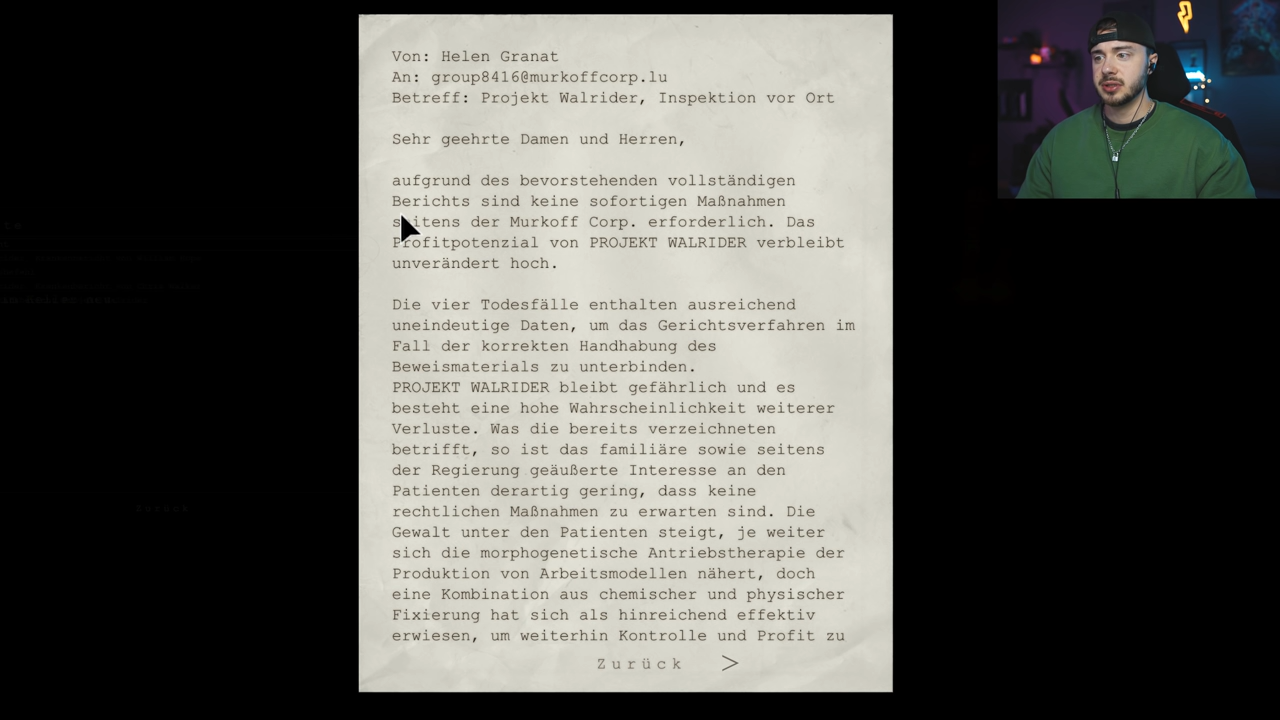 Von: Helen Granat
An: group8416@murkoffcorp.lu
Betreff: Projekt Walrider, Inspektion vor Ort
Sehr geehrte Damen und Herren,
aufgrund des bevorstehenden vollständigen
Berichts sind keine sofortigen Maßnahmen
seitens der Murkoff Corp. erforderlich. Das
Profitpotenzial von PROJEKT WALRIDER verbleibt
unverändert hoch.
Die vier Todesfälle enthalten ausreichend
uneindeutige Daten, um das Gerichtsverfahren im
Fall der korrekten Handhabung des
Beweismaterials zu unterbinden.
PROJEKT WALRIDER bleibt gefährlich und es
besteht eine hohe Wahrscheinlichkeit weiterer
Verluste. Was die bereits verzeichneten
betrifft, so ist das familiäre sowie seitens
der Regierung geäußerte Interesse an den
Patienten derartig gering, dass keine
rechtlichen Maßnahmen zu erwarten sind. Die
Gewalt unter den Patienten steigt, je weiter
sich die morphogenetische Antriebstherapie der
Produktion von Arbeitsmodellen nähert, doch
eine Kombination aus chemischer und physischer
Fixierung hat sich als hinreichend effektiv
erwiesen, um weiterhin Kontrolle und Profit zu
Zurück >
Zurück